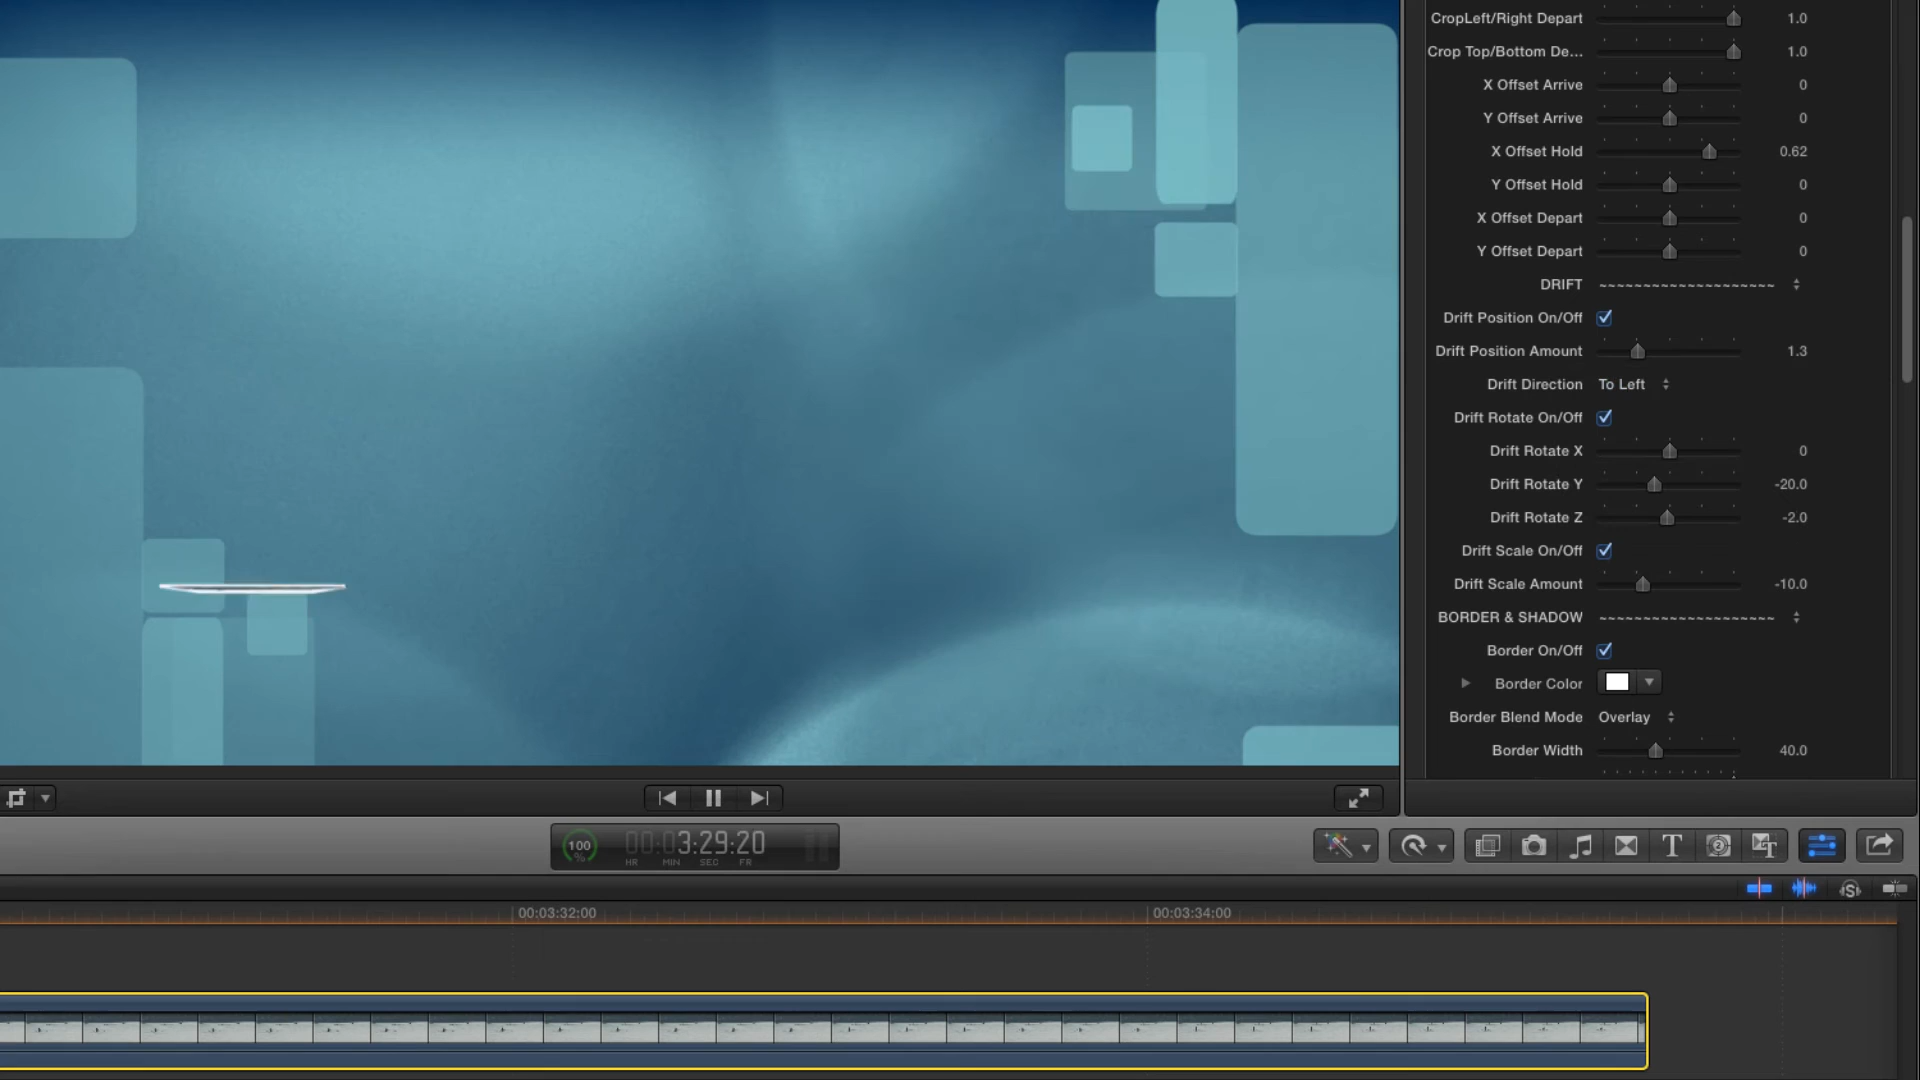 CropLeft/Right Depart 1.0
Crop Top/Bottom De... 1.0
X Offset Arrive 0
Y Offset Arrive 0
X Offset Hold 0.62
Y Offset Hold 0
X Offset Depart 0
Y Offset Depart 0
DRIFT ~~~~~~~~~~~~~~~~~~~~
Drift Position On/Off
Drift Position Amount 1.3
Drift Direction To Left
Drift Rotate On/Off
Drift Rotate X 0
Drift Rotate Y -20.0
Drift Rotate Z -2.0
Drift Scale On/Off
Drift Scale Amount -10.0
BORDER & SHADOW ~~~~~~~~~~~~~~~~~~~~
Border On/Off
Border Color
Border Blend Mode Overlay
Border Width 40.0
100 % 00:03:29:20
HR MIN SEC FR
00:03:32:00 00:03:34:00